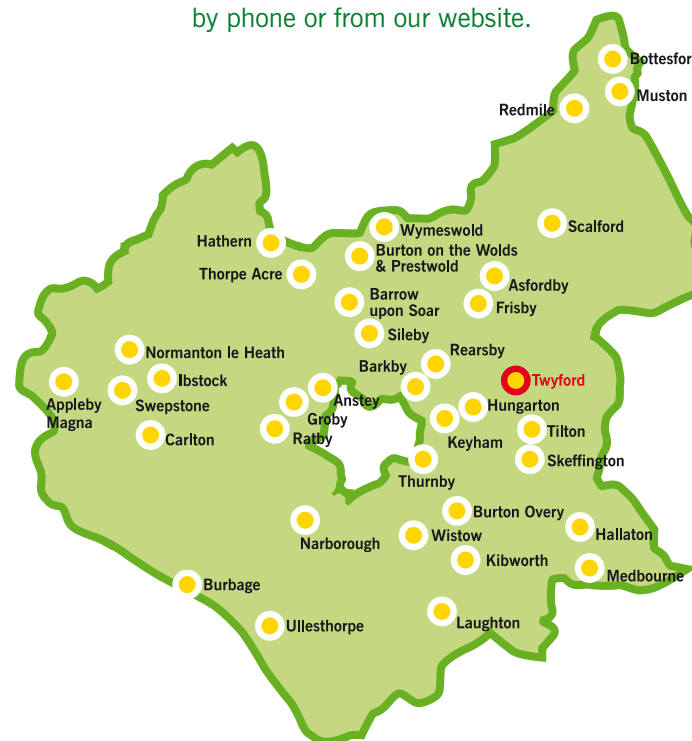 by phone or from our website.
Bottesfor
Muston
Redmile
Scalford
Wymeswold
Hathern
Burton on the Wolds
& Prestwold
Thorpe Acre
Asfordby
Barrow
upon Soar
Frisby
Sileby
Normanton le Heath
Rearsby
Barkby
Ibstock
Twyford
Appleby
Magna
Swepstone
Anstey
Groby
Hungarton
Carlton
Ratby
Keyham
Tilton
Thurnby
Skeffington
Burton Overy
Narborough
Wistow
Hallaton
Kibworth
Medbourne
Burbage
Ullesthorpe
Laughton